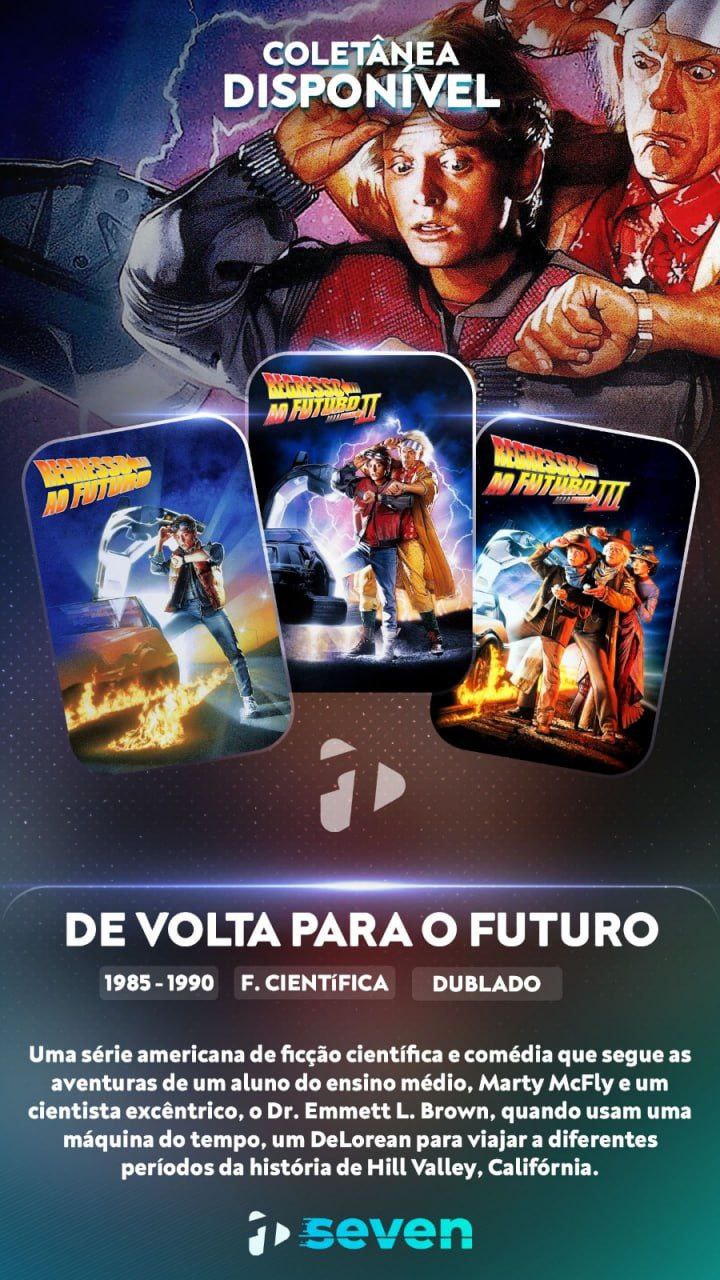 COLETÂNEA
DISPONÍVEL
REGRESSO
AO FUTURO
REGRESSO
AO FUTURO II
REGRESSO
AO FUTURO III
DE VOLTA PARA O FUTURO
1985 - 1990
F. CIENTÍFICA
DUBLADO
Uma série americana de ficção científica e comédia que segue as
aventuras de um aluno do ensino médio, Marty McFly e um
cientista excêntrico, o Dr. Emmett L. Brown, quando usam uma
máquina do tempo, um DeLorean para viajar a diferentes
períodos da história de Hill Valley, Califórnia.
seven